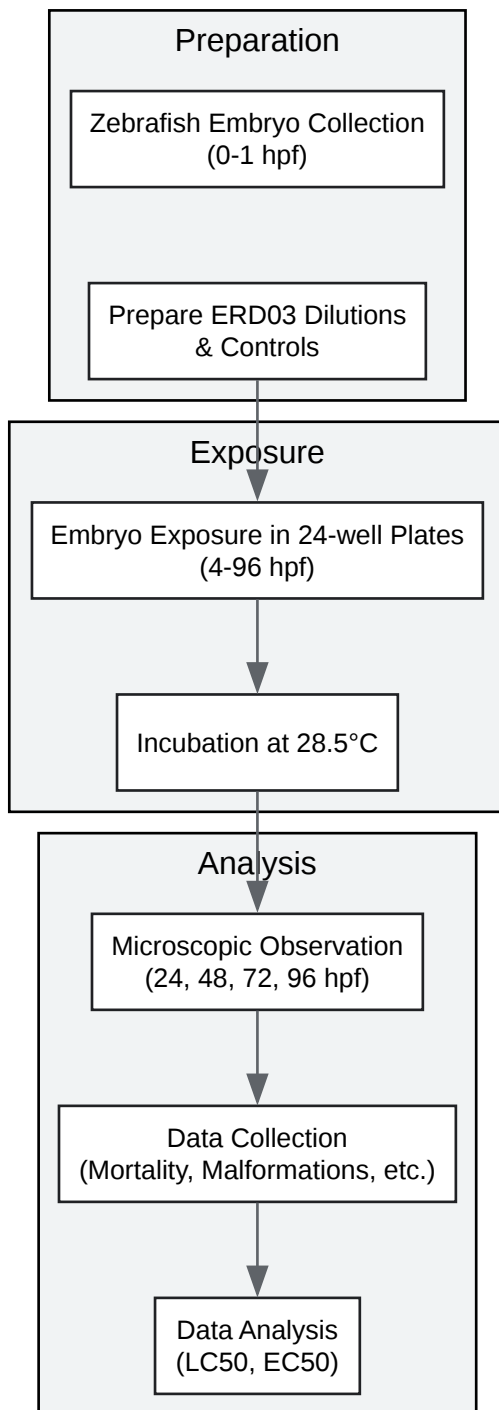 Preparation
Zebrafish Embryo Collection
(0-1 hpf)
Prepare ERD03 Dilutions
& Controls
Exposure
Embryo Exposure in 24-well Plates
(4-96 hpf)
Incubation at 28.5°C
Analysis
Microscopic Observation
(24, 48, 72, 96 hpf)
Data Collection
(Mortality, Malformations, etc.)
Data Analysis
(LC50, EC50)